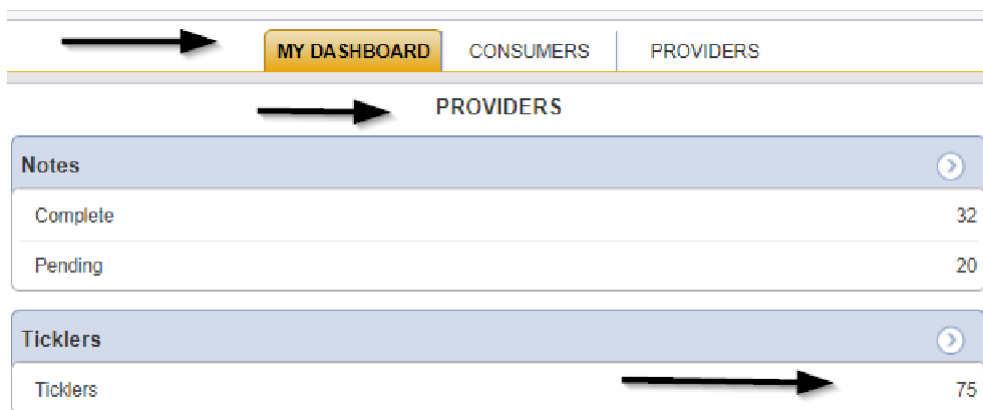 MY DASHBOARD CONSUMERS PROVIDERS
PROVIDERS
Notes
Complete 32
Pending 20
Ticklers
Ticklers 75